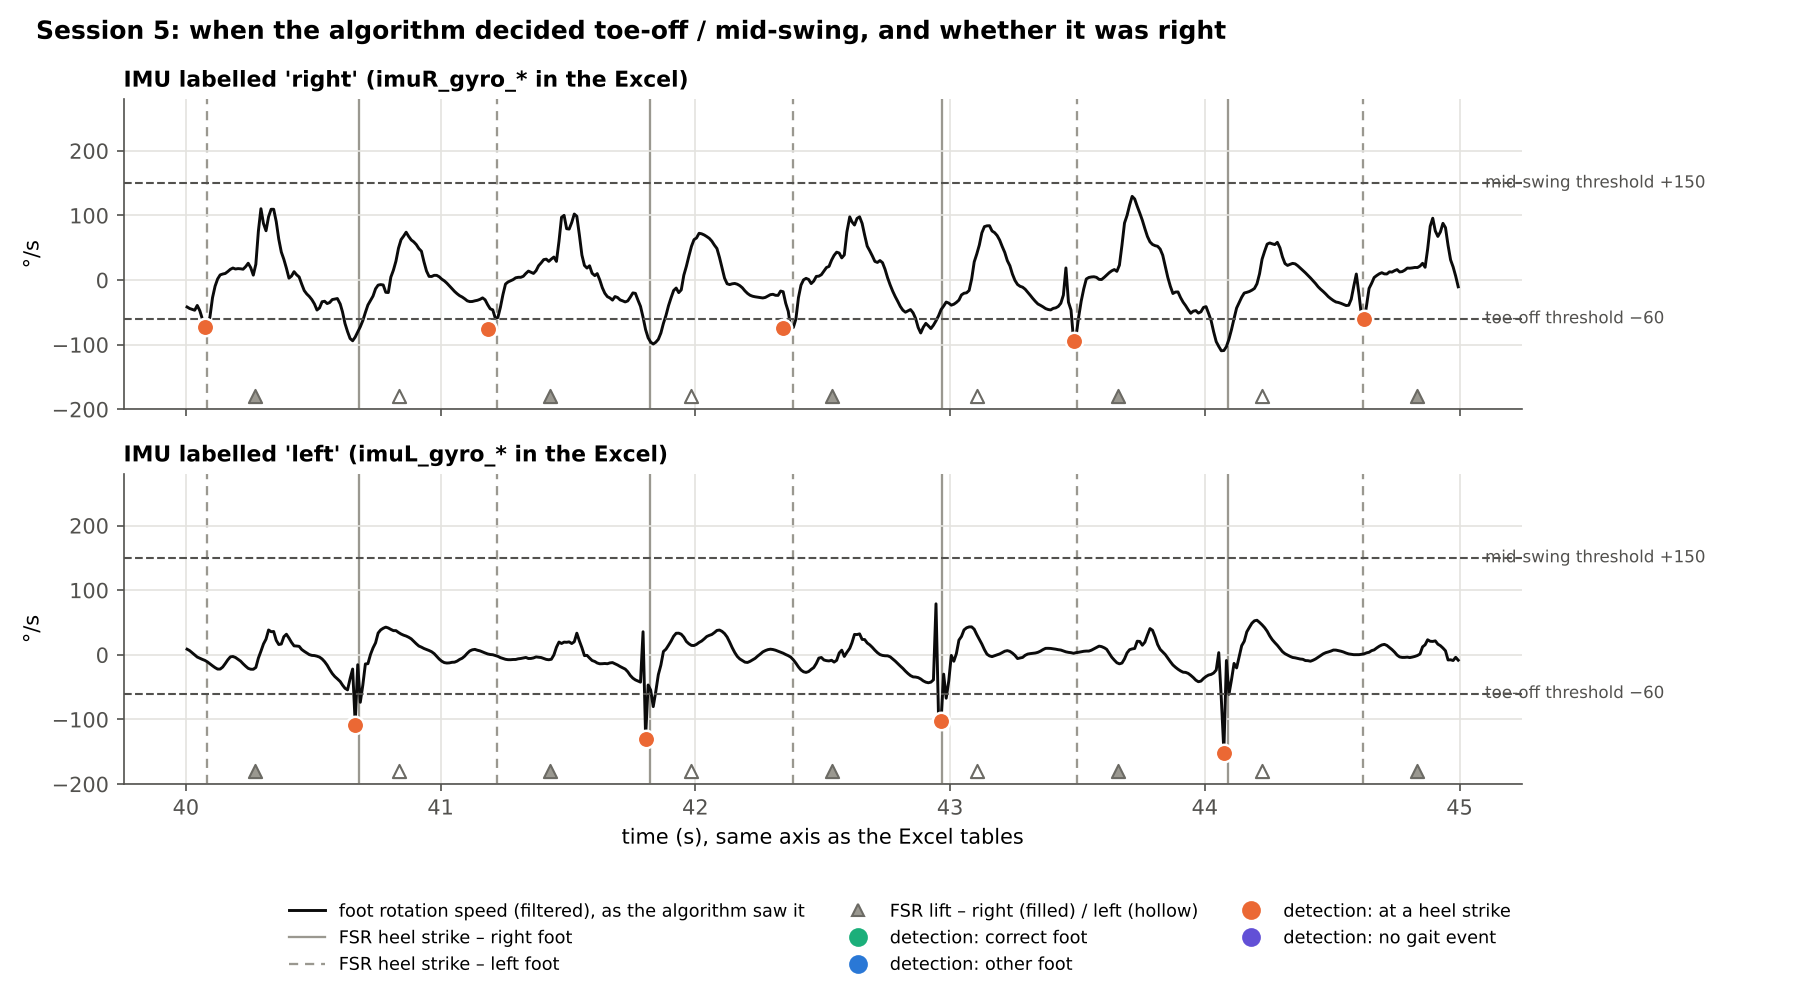 Session 5: when the algorithm decided toe-off / mid-swing, and whether it was right
IMU labelled 'right' (imuR_gyro_* in the Excel)
°/s
200
100
0
−100
−200
mid-swing threshold +150
toe-off threshold −60
IMU labelled 'left' (imuL_gyro_* in the Excel)
°/s
200
100
0
−100
−200
mid-swing threshold +150
toe-off threshold −60
40 41 42 43 44 45
time (s), same axis as the Excel tables
foot rotation speed (filtered), as the algorithm saw it
FSR heel strike – right foot
FSR heel strike – left foot
FSR lift – right (filled) / left (hollow)
detection: correct foot
detection: other foot
detection: at a heel strike
detection: no gait event